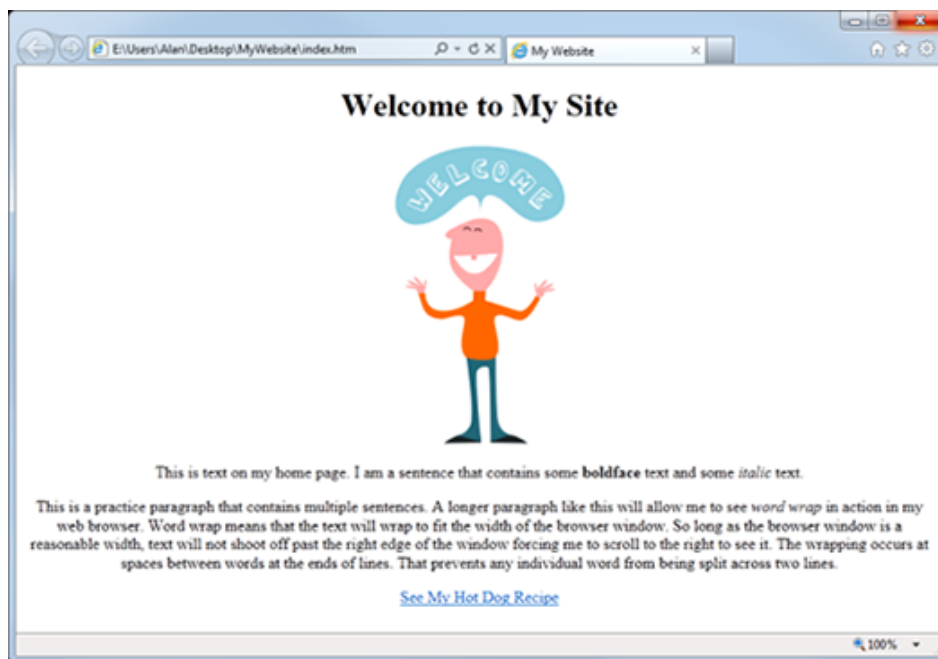 E:\Users\Alan\Desktop\MyWebsite\index.htm
My Website
Welcome to My Site
WELCOME
This is text on my home page. I am a sentence that contains some boldface text and some italic text.
This is a practice paragraph that contains multiple sentences. A longer paragraph like this will allow me to see word wrap in action in my
web browser. Word wrap means that the text will wrap to fit the width of the browser window. So long as the browser window is a
reasonable width, text will not shoot off past the right edge of the window forcing me to scroll to the right to see it. The wrapping occurs at
spaces between words at the ends of lines. That prevents any individual word from being split across two lines.
See My Hot Dog Recipe
100%